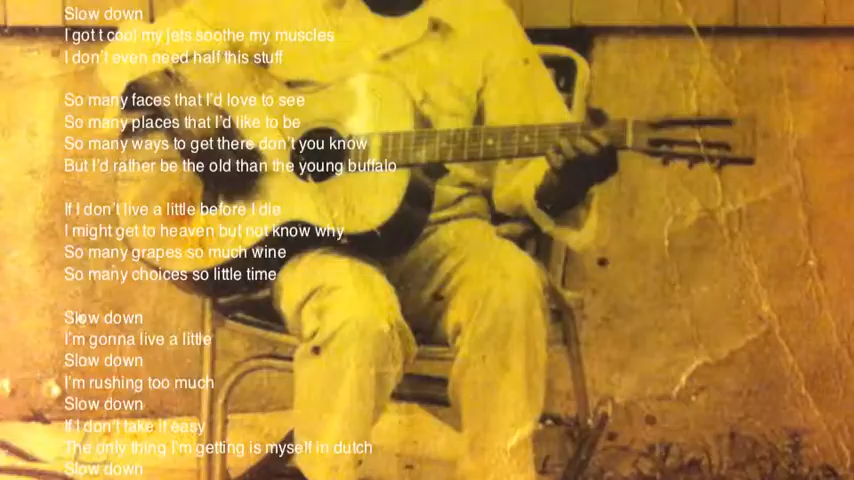 Slow down
I got t cool my jets soothe my muscles
I don't even need half this stuff
So many faces that I'd love to see
So many places that I'd like to be
So many ways to get there don't you know
But I'd rather be the old than the young buffalo
If I don't live a little before I die
I might get to heaven but not know why
So many grapes so much wine
So many choices so little time
Slow down
I'm gonna live a little
Slow down
I'm rushing too much
Slow down
If I don't take it easy
The only thing I'm getting is myself in dutch
Slow down